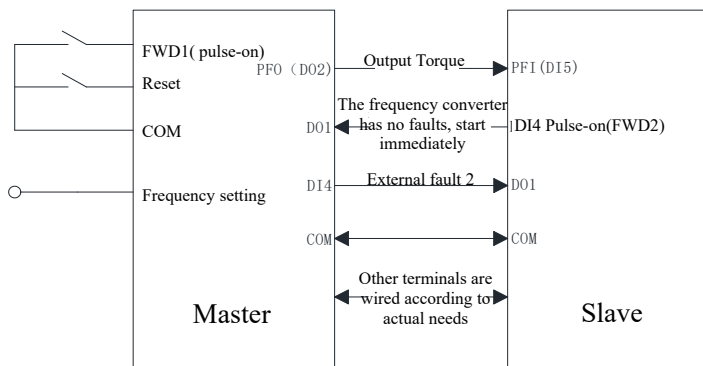 FWD1( pulse-on)
Reset
COM
Frequency setting
PFO（DO2）
DO1
DI4
COM
Master
Output Torque
The frequency converter
has no faults, start
immediately
External fault 2
Other terminals are
wired according to
actual needs
PFI(DI5)
DI4 Pulse-on(FWD2)
DO1
COM
Slave